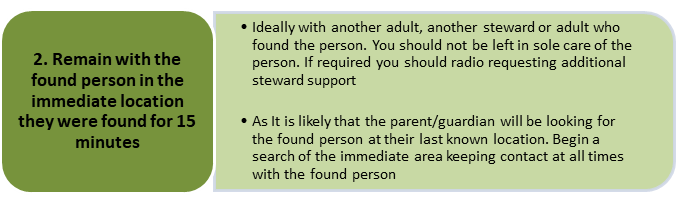 2. Remain with the
found person in the
immediate location
they were found for 15
minutes
• Ideally with another adult, another steward or adult who
found the person. You should not be left in sole care of the
person. If required you should radio requesting additional
steward support
• As It is likely that the parent/guardian will be looking for
the found person at their last known location. Begin a
search of the immediate area keeping contact at all times
with the found person